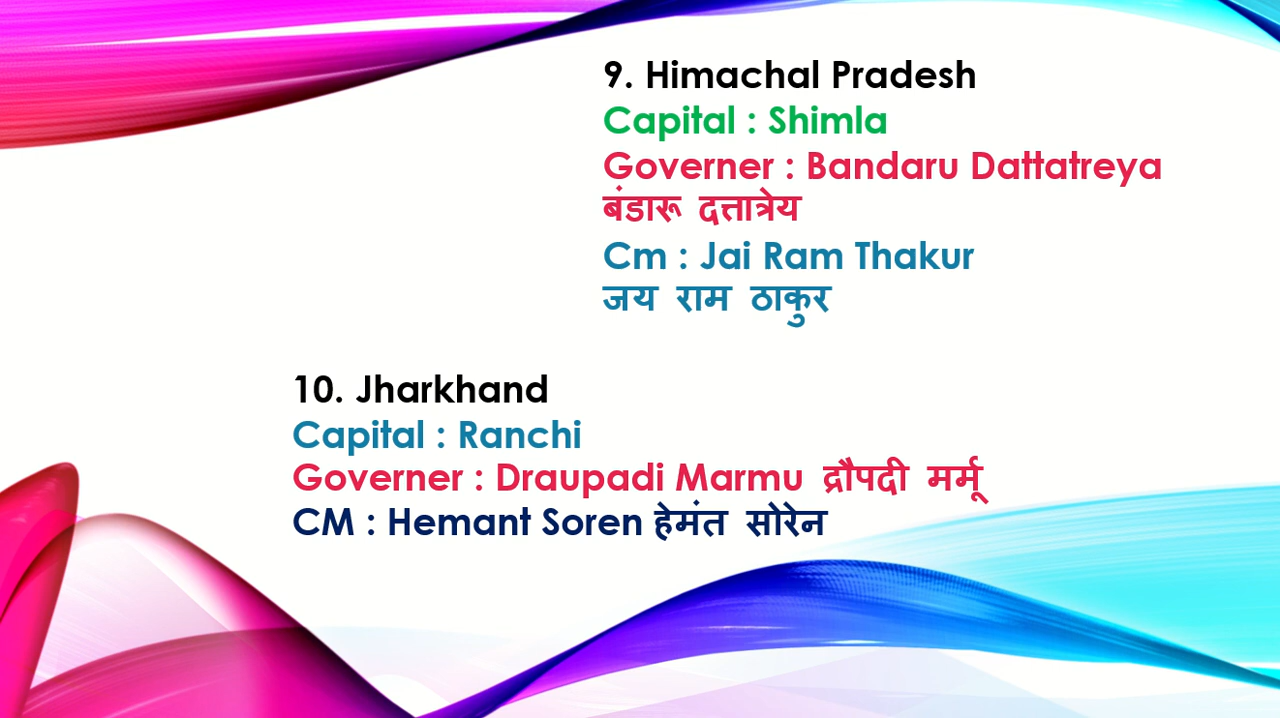 9. Himachal Pradesh
Capital : Shimla
Governer : Bandaru Dattatreya
बंडारू दत्तात्रेय
Cm : Jai Ram Thakur
जय राम ठाकुर
10. Jharkhand
Capital : Ranchi
Governer : Draupadi Marmu द्रौपदी मर्मू
CM : Hemant Soren हेमंत सोरेन